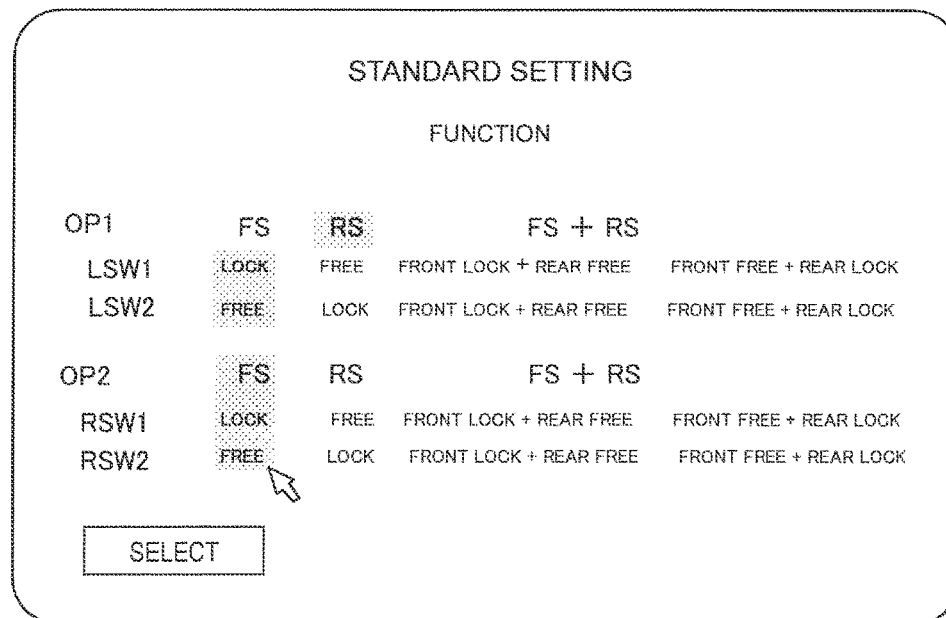 STANDARD SETTING
FUNCTION
OP1 FS RS FS + RS
LSW1 LOCK FREE FRONT LOCK + REAR FREE FRONT FREE + REAR LOCK
LSW2 FREE LOCK FRONT LOCK + REAR FREE FRONT FREE + REAR LOCK
OP2 FS RS FS + RS
RSW1 LOCK FREE FRONT LOCK + REAR FREE FRONT FREE + REAR LOCK
RSW2 FREE LOCK FRONT LOCK + REAR FREE FRONT FREE + REAR LOCK
SELECT